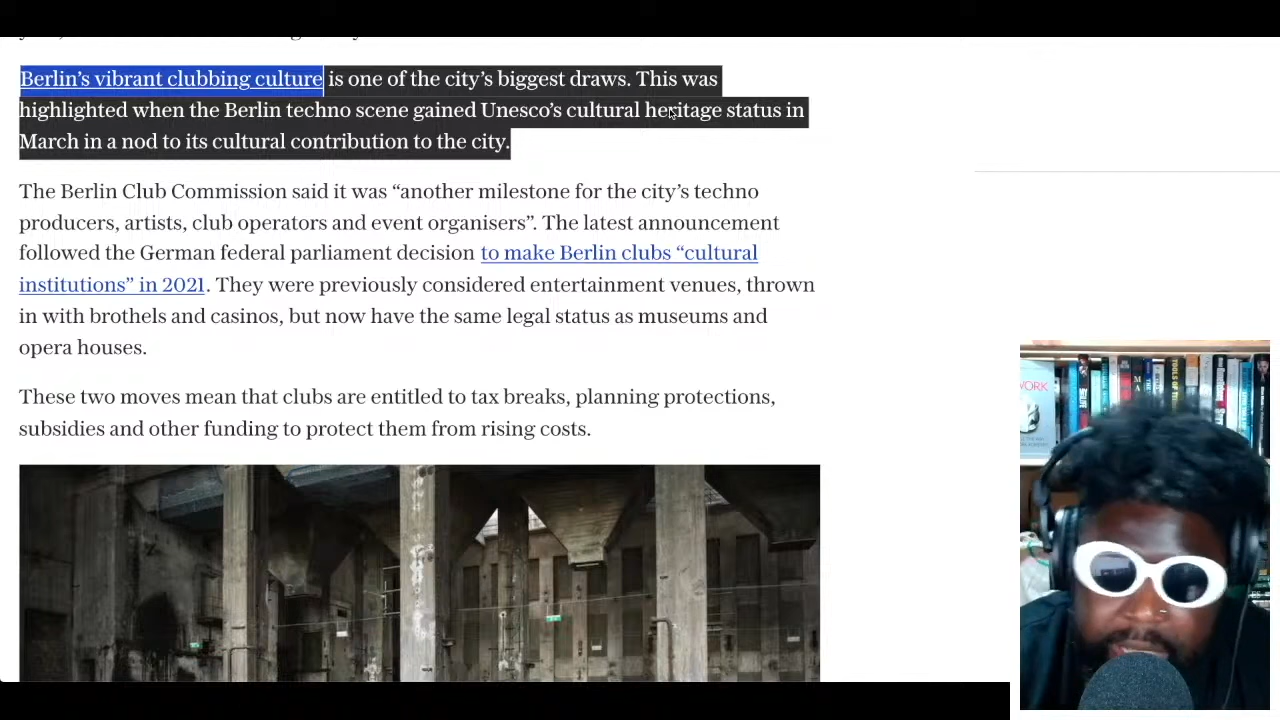 Berlin's vibrant clubbing culture is one of the city's biggest draws. This was
highlighted when the Berlin techno scene gained Unesco's cultural heritage status in
March in a nod to its cultural contribution to the city.
The Berlin Club Commission said it was “another milestone for the city's techno
producers, artists, club operators and event organisers”. The latest announcement
followed the German federal parliament decision to make Berlin clubs “cultural
institutions” in 2021. They were previously considered entertainment venues, thrown
in with brothels and casinos, but now have the same legal status as museums and
opera houses.
These two moves mean that clubs are entitled to tax breaks, planning protections,
subsidies and other funding to protect them from rising costs.
WORK